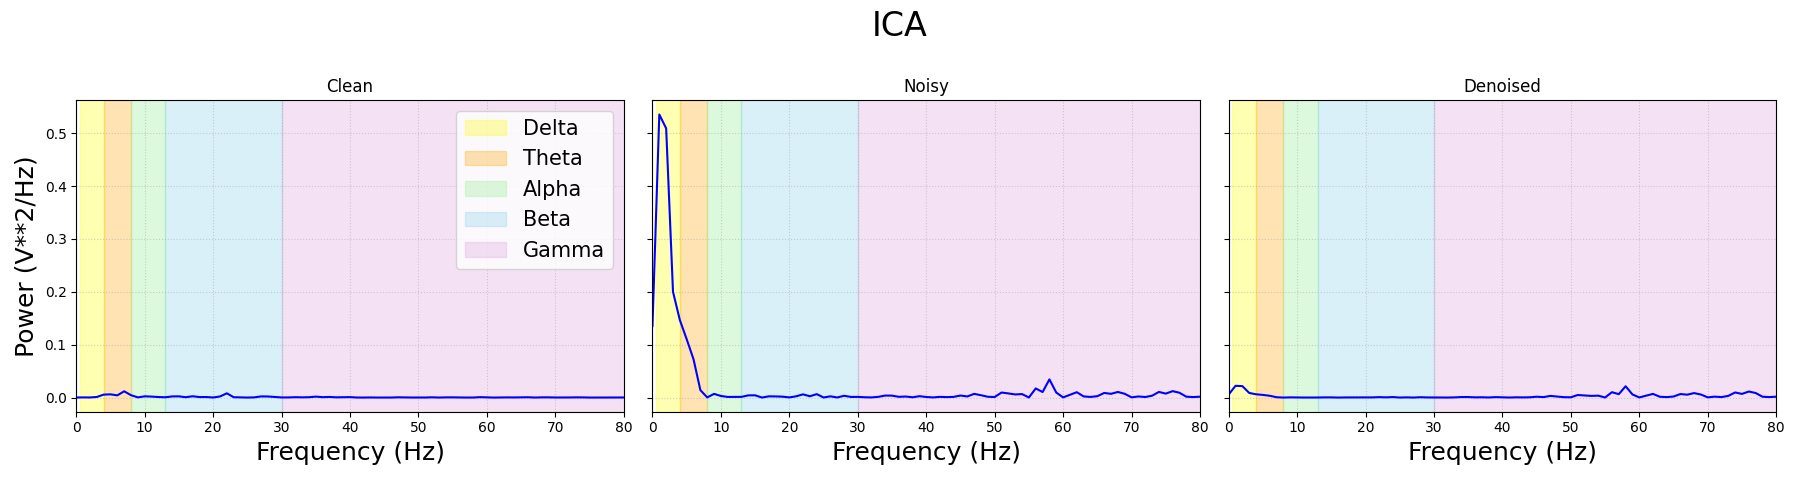 ICA
Clean
Noisy
Denoised
Power (V**2/Hz)
0.5
0.4
0.3
0.2
0.1
0.0
Delta
Theta
Alpha
Beta
Gamma
0 10 20 30 40 50 60 70 80
0 10 20 30 40 50 60 70 80
0 10 20 30 40 50 60 70 80
Frequency (Hz)
Frequency (Hz)
Frequency (Hz)